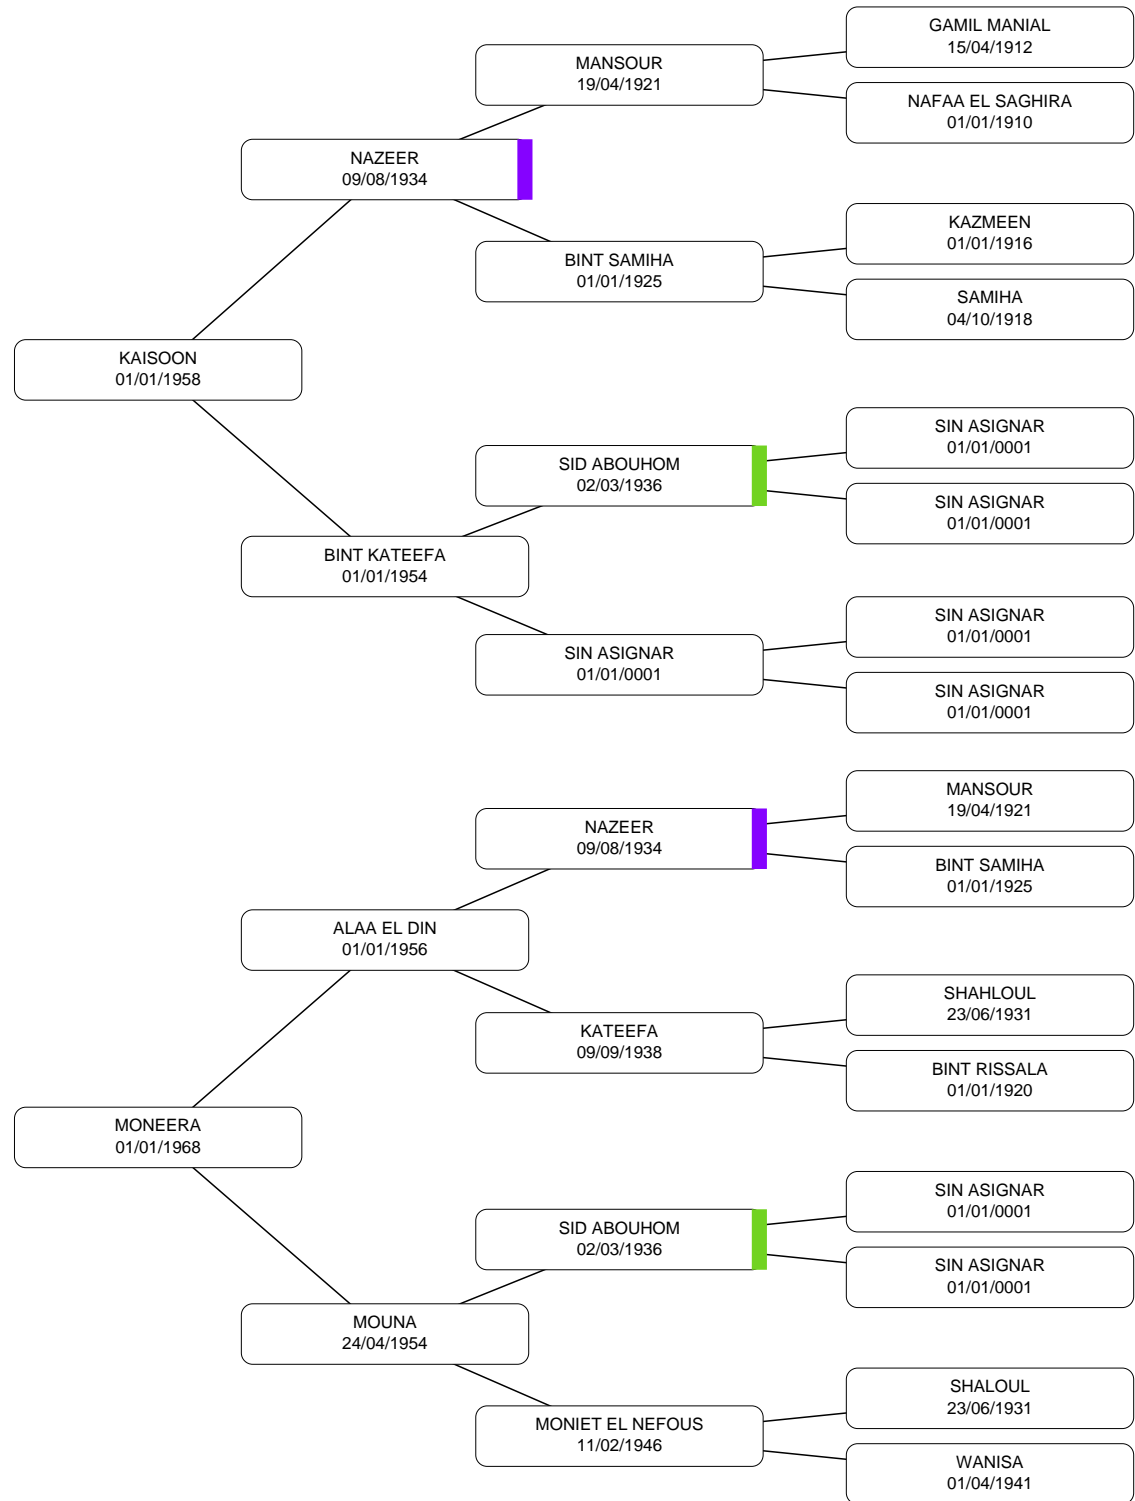 GAMIL MANIAL
15/04/1912
MANSOUR
19/04/1921
NAFAA EL SAGHIRA
01/01/1910
NAZEER
09/08/1934
KAZMEEN
01/01/1916
BINT SAMIHA
01/01/1925
SAMIHA
04/10/1918
KAISOON
01/01/1958
SIN ASIGNAR
01/01/0001
SID ABOUHOM
02/03/1936
SIN ASIGNAR
01/01/0001
BINT KATEEFA
01/01/1954
SIN ASIGNAR
01/01/0001
SIN ASIGNAR
01/01/0001
SIN ASIGNAR
01/01/0001
MANSOUR
19/04/1921
NAZEER
09/08/1934
BINT SAMIHA
01/01/1925
ALAA EL DIN
01/01/1956
SHAHLOUL
23/06/1931
KATEEFA
09/09/1938
BINT RISSALA
01/01/1920
MONEERA
01/01/1968
SIN ASIGNAR
01/01/0001
SID ABOUHOM
02/03/1936
SIN ASIGNAR
01/01/0001
MOUNA
24/04/1954
SHALOUL
23/06/1931
MONIET EL NEFOUS
11/02/1946
WANISA
01/04/1941